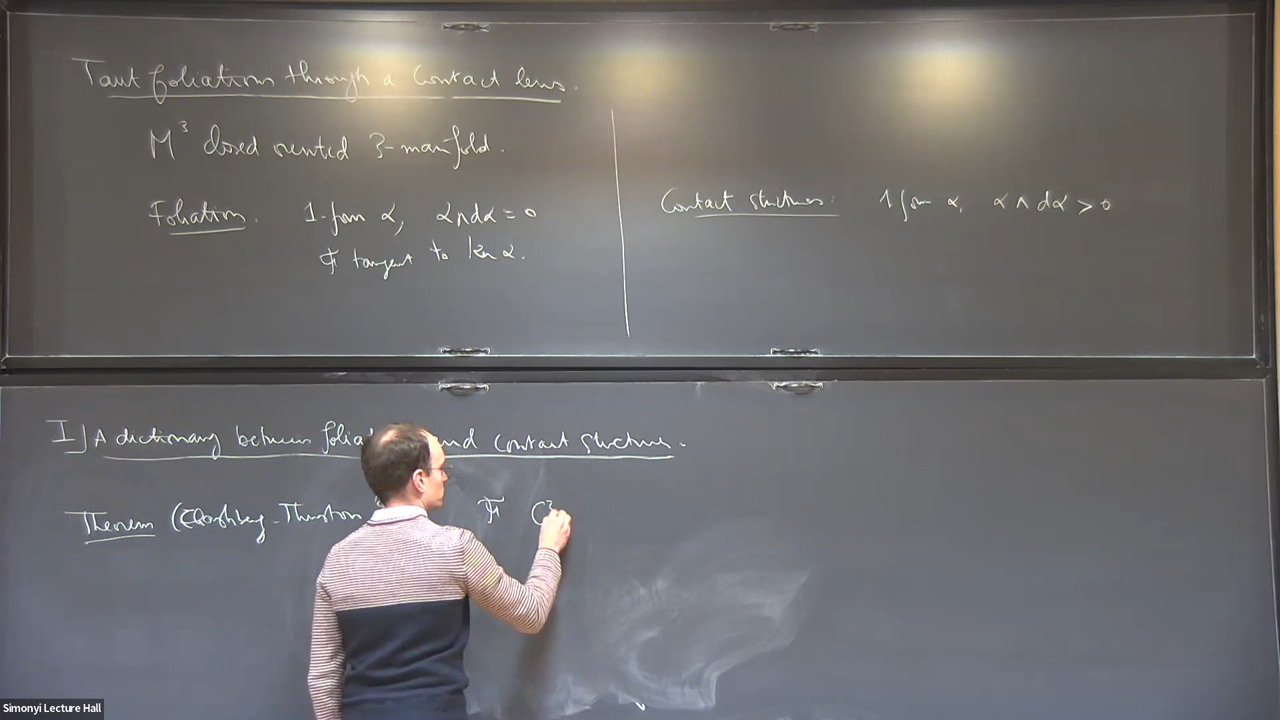 Taut foliations through a contact lens.
M³ closed oriented 3-manifold.
Foliation. 1-form α, α∧dα = 0
F tangent to ker α.
Contact structures: 1 form α, α∧dα > 0
I] A dictionary between and contact structures.
Theorem (Eliashberg-Thurston F C²
Simonyi Lecture Hall